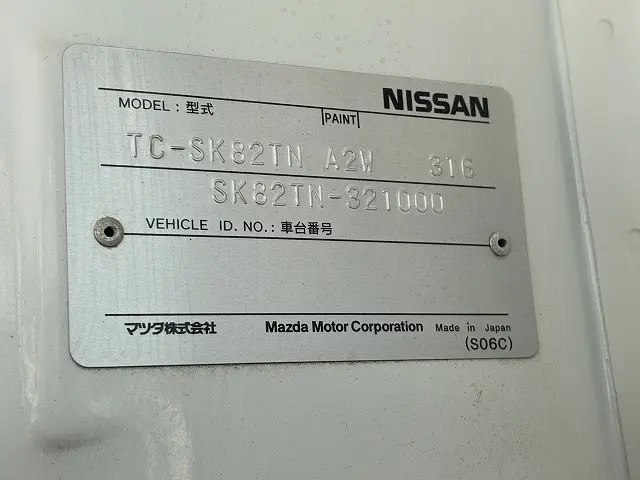 NISSAN
MODEL : 型式 PAINT
TC-SK82TN A2W 316
SK82TN-321000
VEHICLE ID. NO. : 車台番号
マツダ株式会社 Mazda Motor Corporation Made in Japan
(S06C)